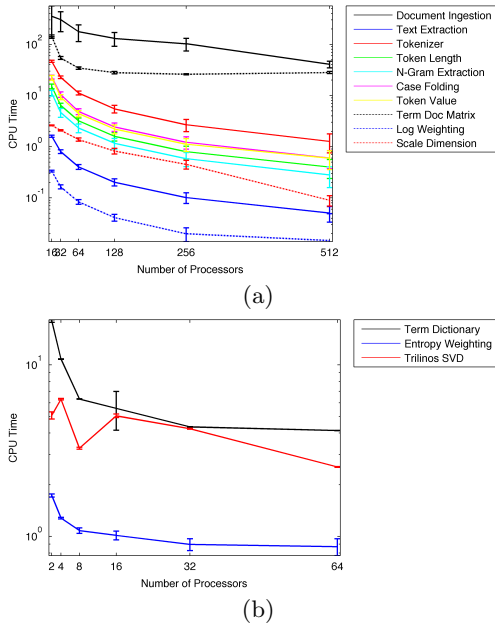 10^2
10^1
10^0
10^-1
CPU Time
16 32 64 128 256 512
Number of Processors
Document Ingestion
Text Extraction
Tokenizer
Token Length
N-Gram Extraction
Case Folding
Token Value
Term Doc Matrix
Log Weighting
Scale Dimension
(a)
10^1
10^0
CPU Time
2 4 8 16 32 64
Number of Processors
Term Dictionary
Entropy Weighting
Trilinos SVD
(b)